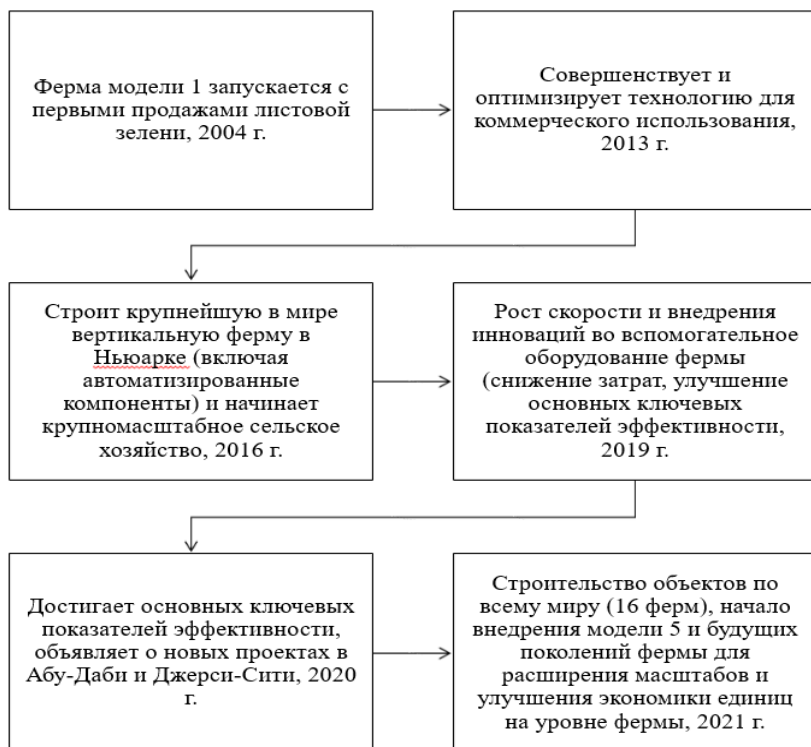 Ферма модели 1 запускается с
первыми продажами листовой
зелени, 2004 г.
Совершенствует и
оптимизирует технологию для
коммерческого использования,
2013 г.
Строит крупнейшую в мире
вертикальную ферму в
Ньюарке (включая
автоматизированные
компоненты) и начинает
крупномасштабное сельское
хозяйство, 2016 г.
Рост скорости и внедрения
инноваций во вспомогательное
оборудование фермы
(снижение затрат, улучшение
основных ключевых
показателей эффективности,
2019 г.
Достигает основных ключевых
показателей эффективности,
объявляет о новых проектах в
Абу-Даби и Джерси-Сити, 2020
г.
Строительство объектов по
всему миру (16 ферм), начало
внедрения модели 5 и будущих
поколений фермы для
расширения масштабов и
улучшения экономики единиц
на уровне фермы, 2021 г.